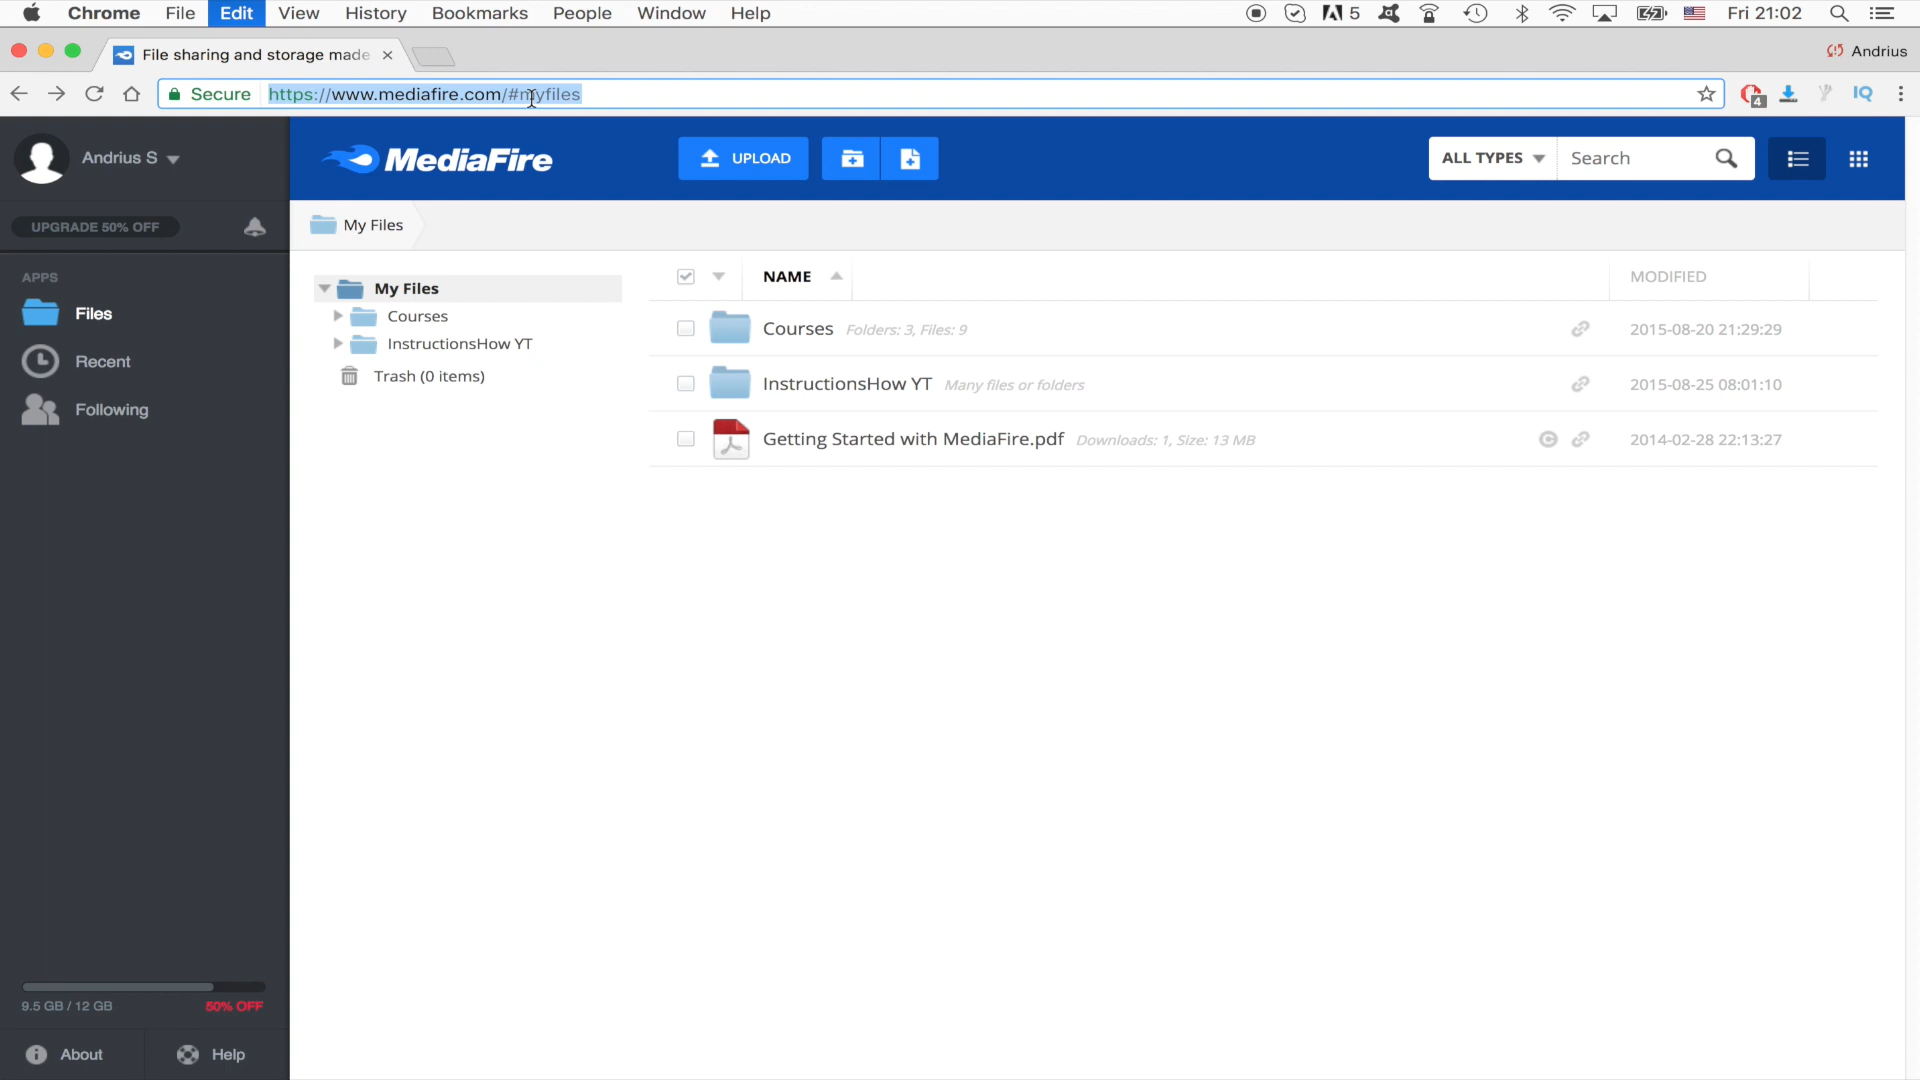 Chrome File Edit View History Bookmarks People Window Help 5 Fri 21:02
File sharing and storage made Andrius
Secure https://www.mediafire.com/#myfiles 4 IQ
Andrius S MediaFire UPLOAD ALL TYPES Search
UPGRADE 50% OFF My Files
APPS
Files
Recent
Following
My Files
Courses
InstructionsHow YT
Trash (0 items)
NAME MODIFIED
Courses Folders: 3, Files: 9 2015-08-20 21:29:29
InstructionsHow YT Many files or folders 2015-08-25 08:01:10
Getting Started with MediaFire.pdf Downloads: 1, Size: 13 MB 2014-02-28 22:13:27
9.5 GB / 12 GB 50% OFF
About Help